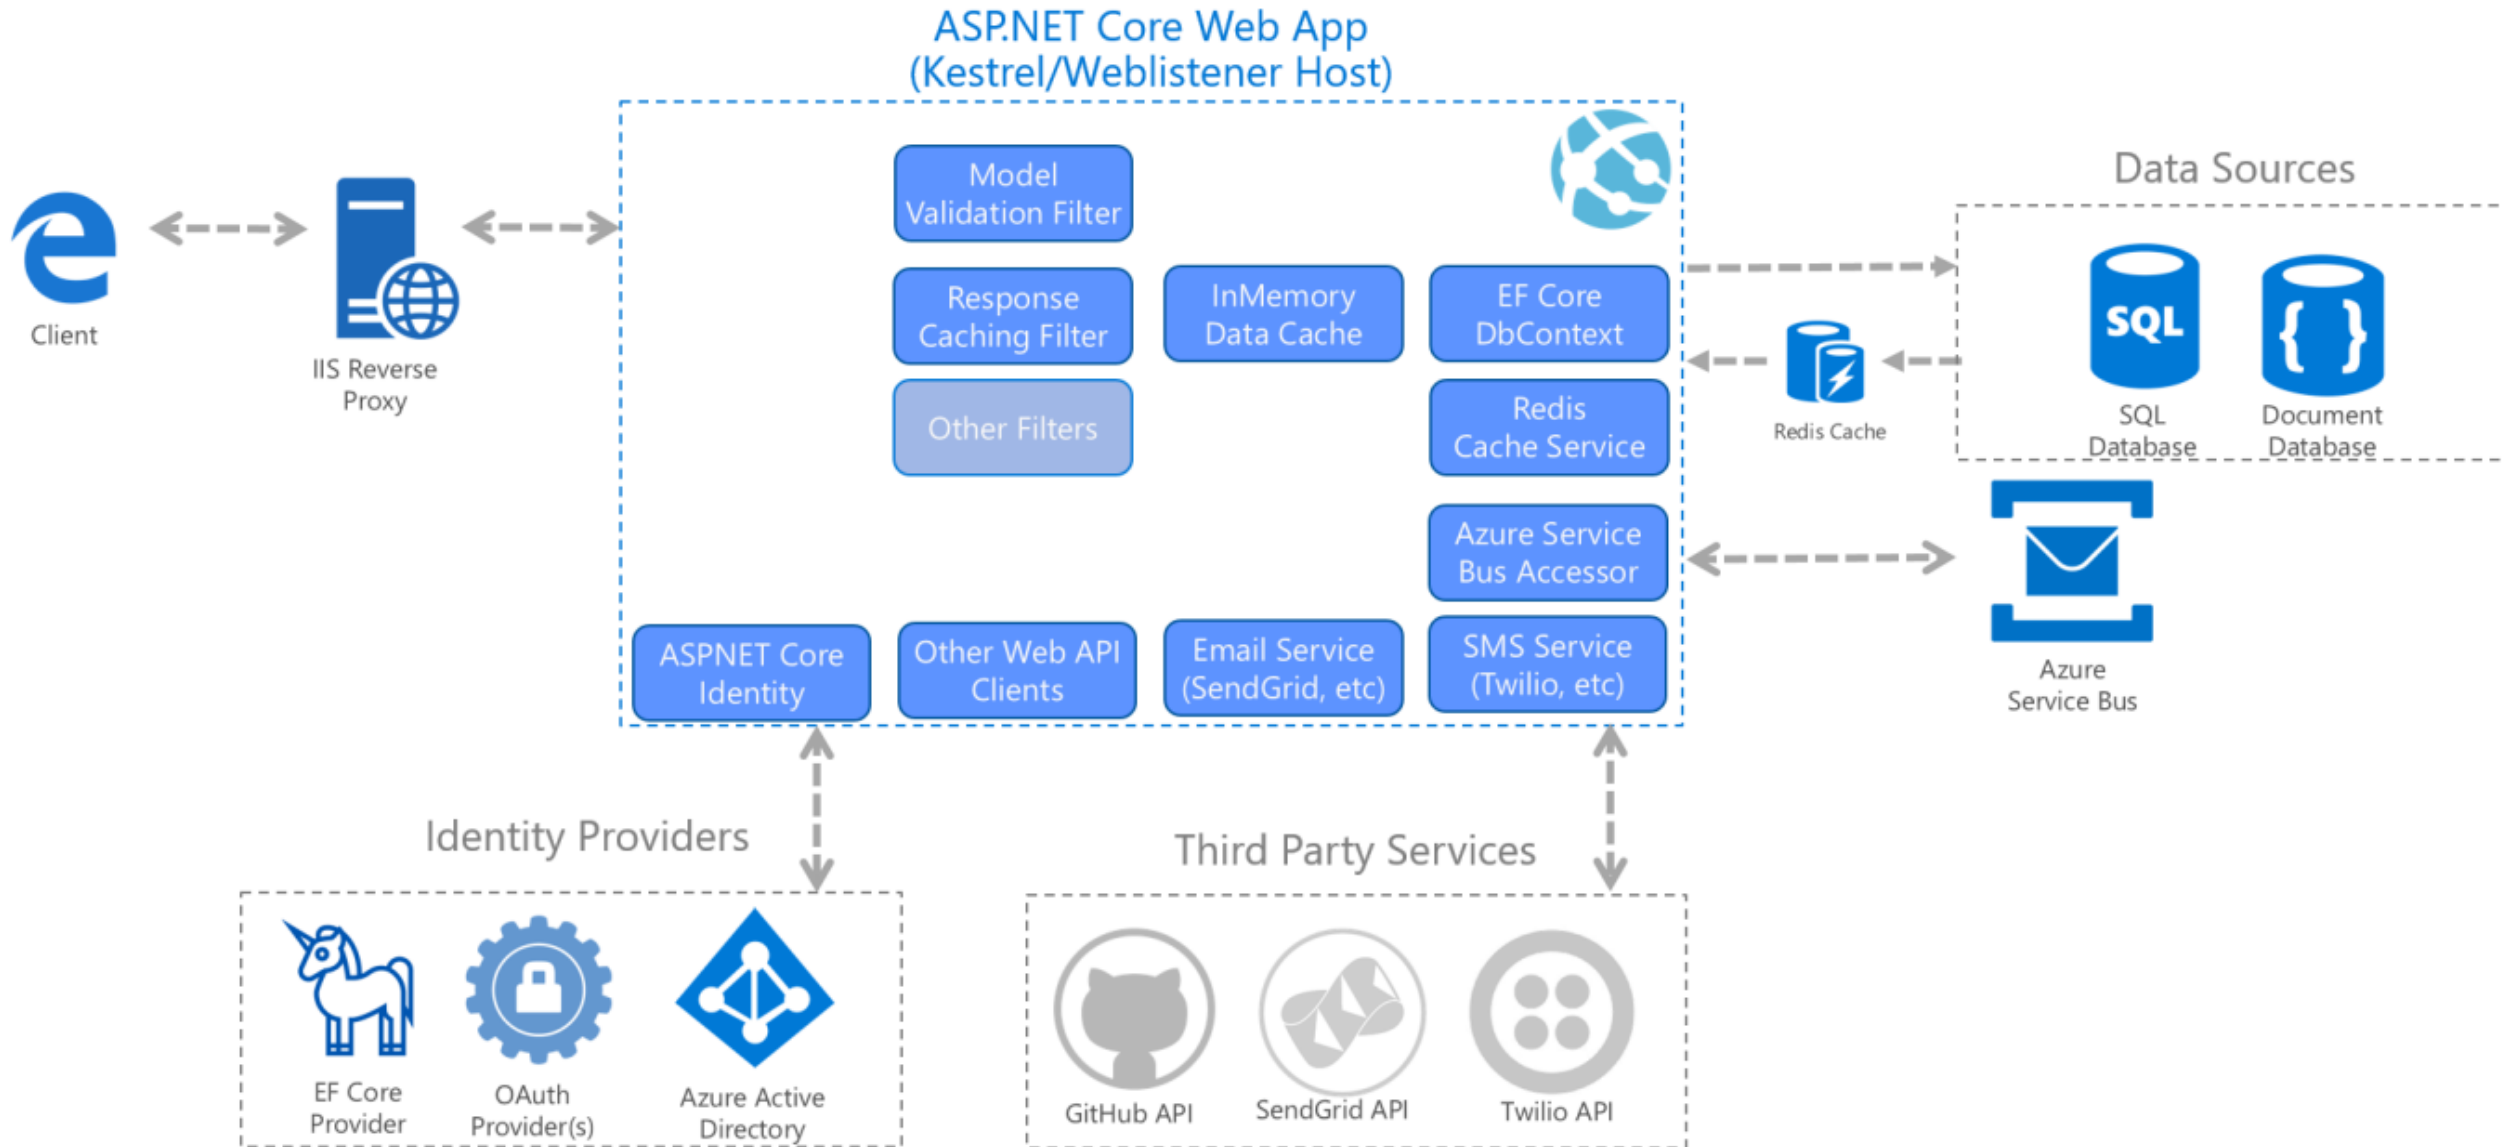 ASP.NET Core Web App
(Kestrel/Weblistener Host)
Client
IIS Reverse
Proxy
Model
Validation Filter
Response
Caching Filter
Other Filters
InMemory
Data Cache
EF Core
DbContext
Redis
Cache Service
Azure Service
Bus Accessor
ASPNET Core
Identity
Other Web API
Clients
Email Service
(SendGrid, etc)
SMS Service
(Twilio, etc)
Redis Cache
Data Sources
SQL
SQL
Database
{ }
Document
Database
Azure
Service Bus
Identity Providers
EF Core
Provider
OAuth
Provider(s)
Azure Active
Directory
Third Party Services
GitHub API
SendGrid API
Twilio API